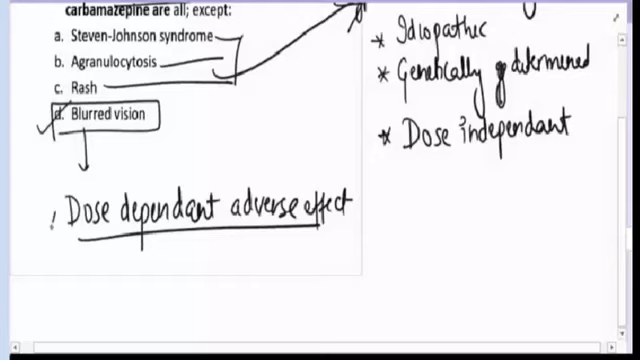 carbamazepine are all; except:
a. Steven-Johnson syndrome
b. Agranulocytosis
c. Rash
d. Blurred vision
Dose dependant adverse effect
* Idiopathic
* Genetically determined
* Dose independant